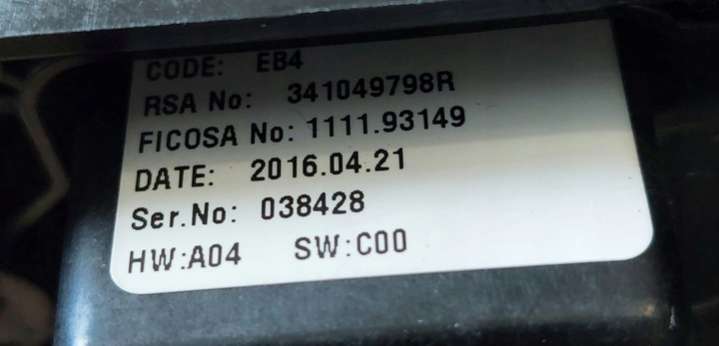 CODE: EB4
RSA No: 341049798R
FICOSA No: 1111.93149
DATE: 2016.04.21
Ser.No: 038428
HW:A04 SW:C00